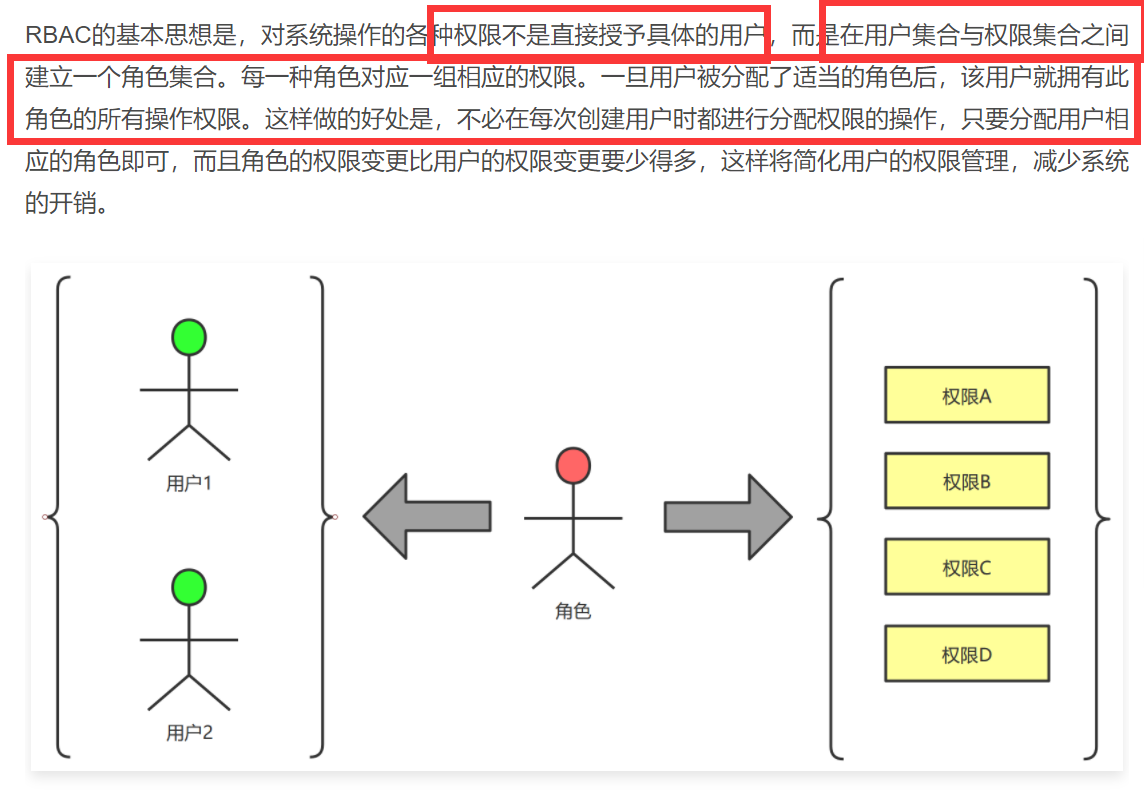 RBAC的基本思想是，对系统操作的各种权限不是直接授予具体的用户，而是在用户集合与权限集合之间
建立一个角色集合。每一种角色对应一组相应的权限。一旦用户被分配了适当的角色后，该用户就拥有此
角色的所有操作权限。这样做的好处是，不必在每次创建用户时都进行分配权限的操作，只要分配用户相
应的角色即可，而且角色的权限变更比用户的权限变更要少得多，这样将简化用户的权限管理，减少系统
的开销。
用户1
用户2
角色
权限A
权限B
权限C
权限D